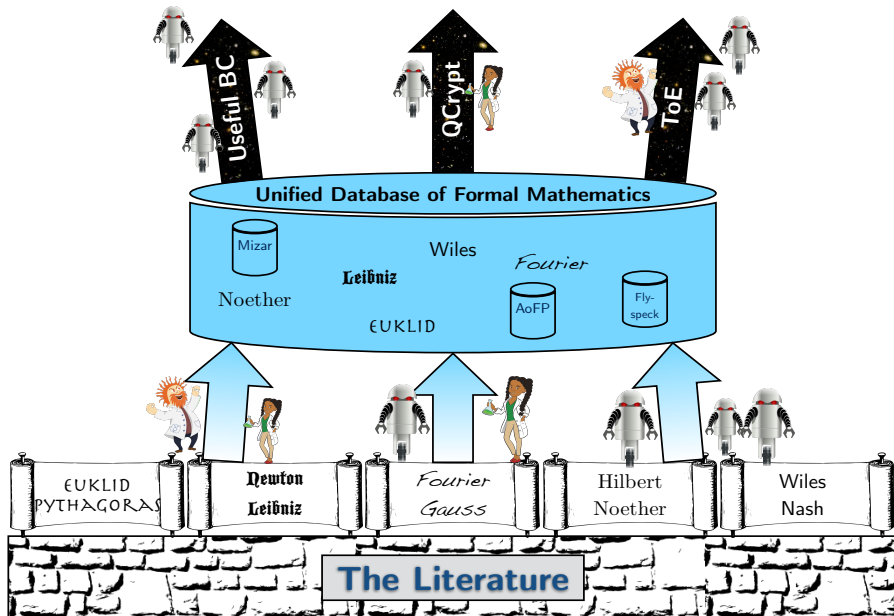 Useful BC
QCrypt
ToE
Unified Database of Formal Mathematics
Mizar
Wiles
Fourier
Leibniz
Noether
AoFP
Fly-
speck
EUKLID
EUKLID
PYTHAGORAS
Newton
Leibniz
Fourier
Gauss
Hilbert
Noether
Wiles
Nash
The Literature